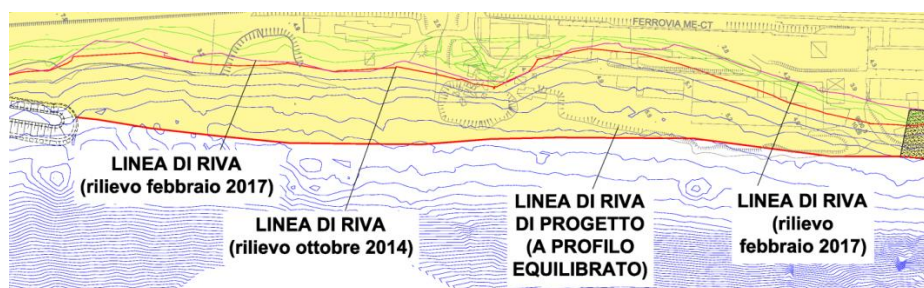 FERROVIA ME-CT
LINEA DI RIVA
(rilievo febbraio 2017)
LINEA DI RIVA
(rilievo ottobre 2014)
LINEA DI RIVA
DI PROGETTO
(A PROFILO
EQUILIBRATO)
LINEA DI RIVA
(rilievo
febbraio 2017)